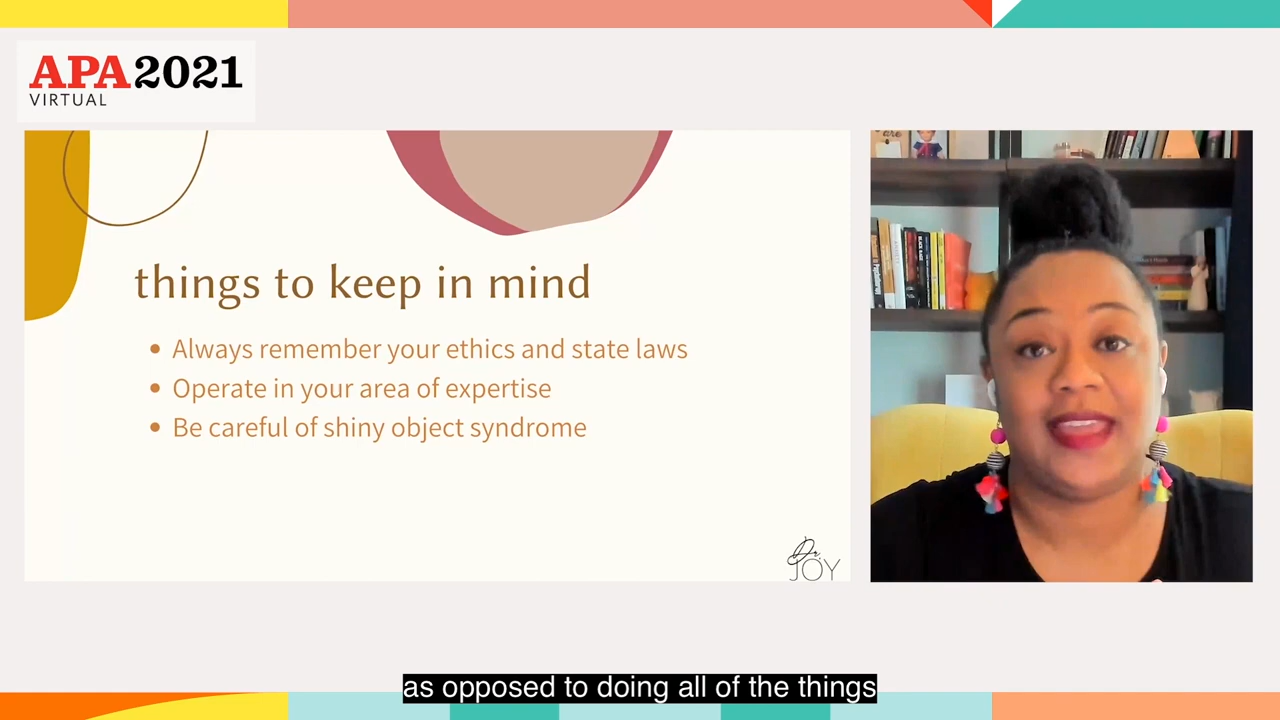 APA2021
VIRTUAL
things to keep in mind
• Always remember your ethics and state laws
• Operate in your area of expertise
• Be careful of shiny object syndrome
Dr.
JOY
as opposed to doing all of the things